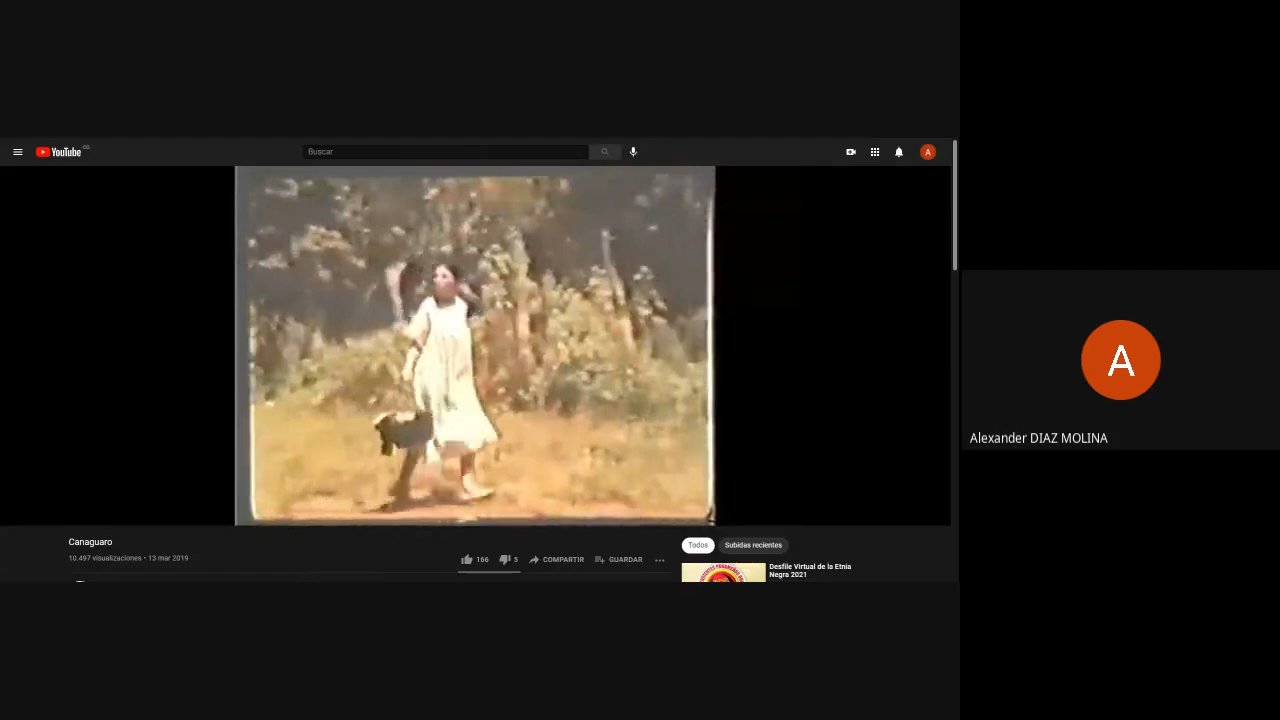 YouTube CO
Buscar
A
Canaguaro
10.497 visualizaciones • 13 mar 2019
166
5
COMPARTIR
GUARDAR
Todos
Subidas recientes
Desfile Virtual de la Etnia
Negra 2021
A
Alexander DIAZ MOLINA